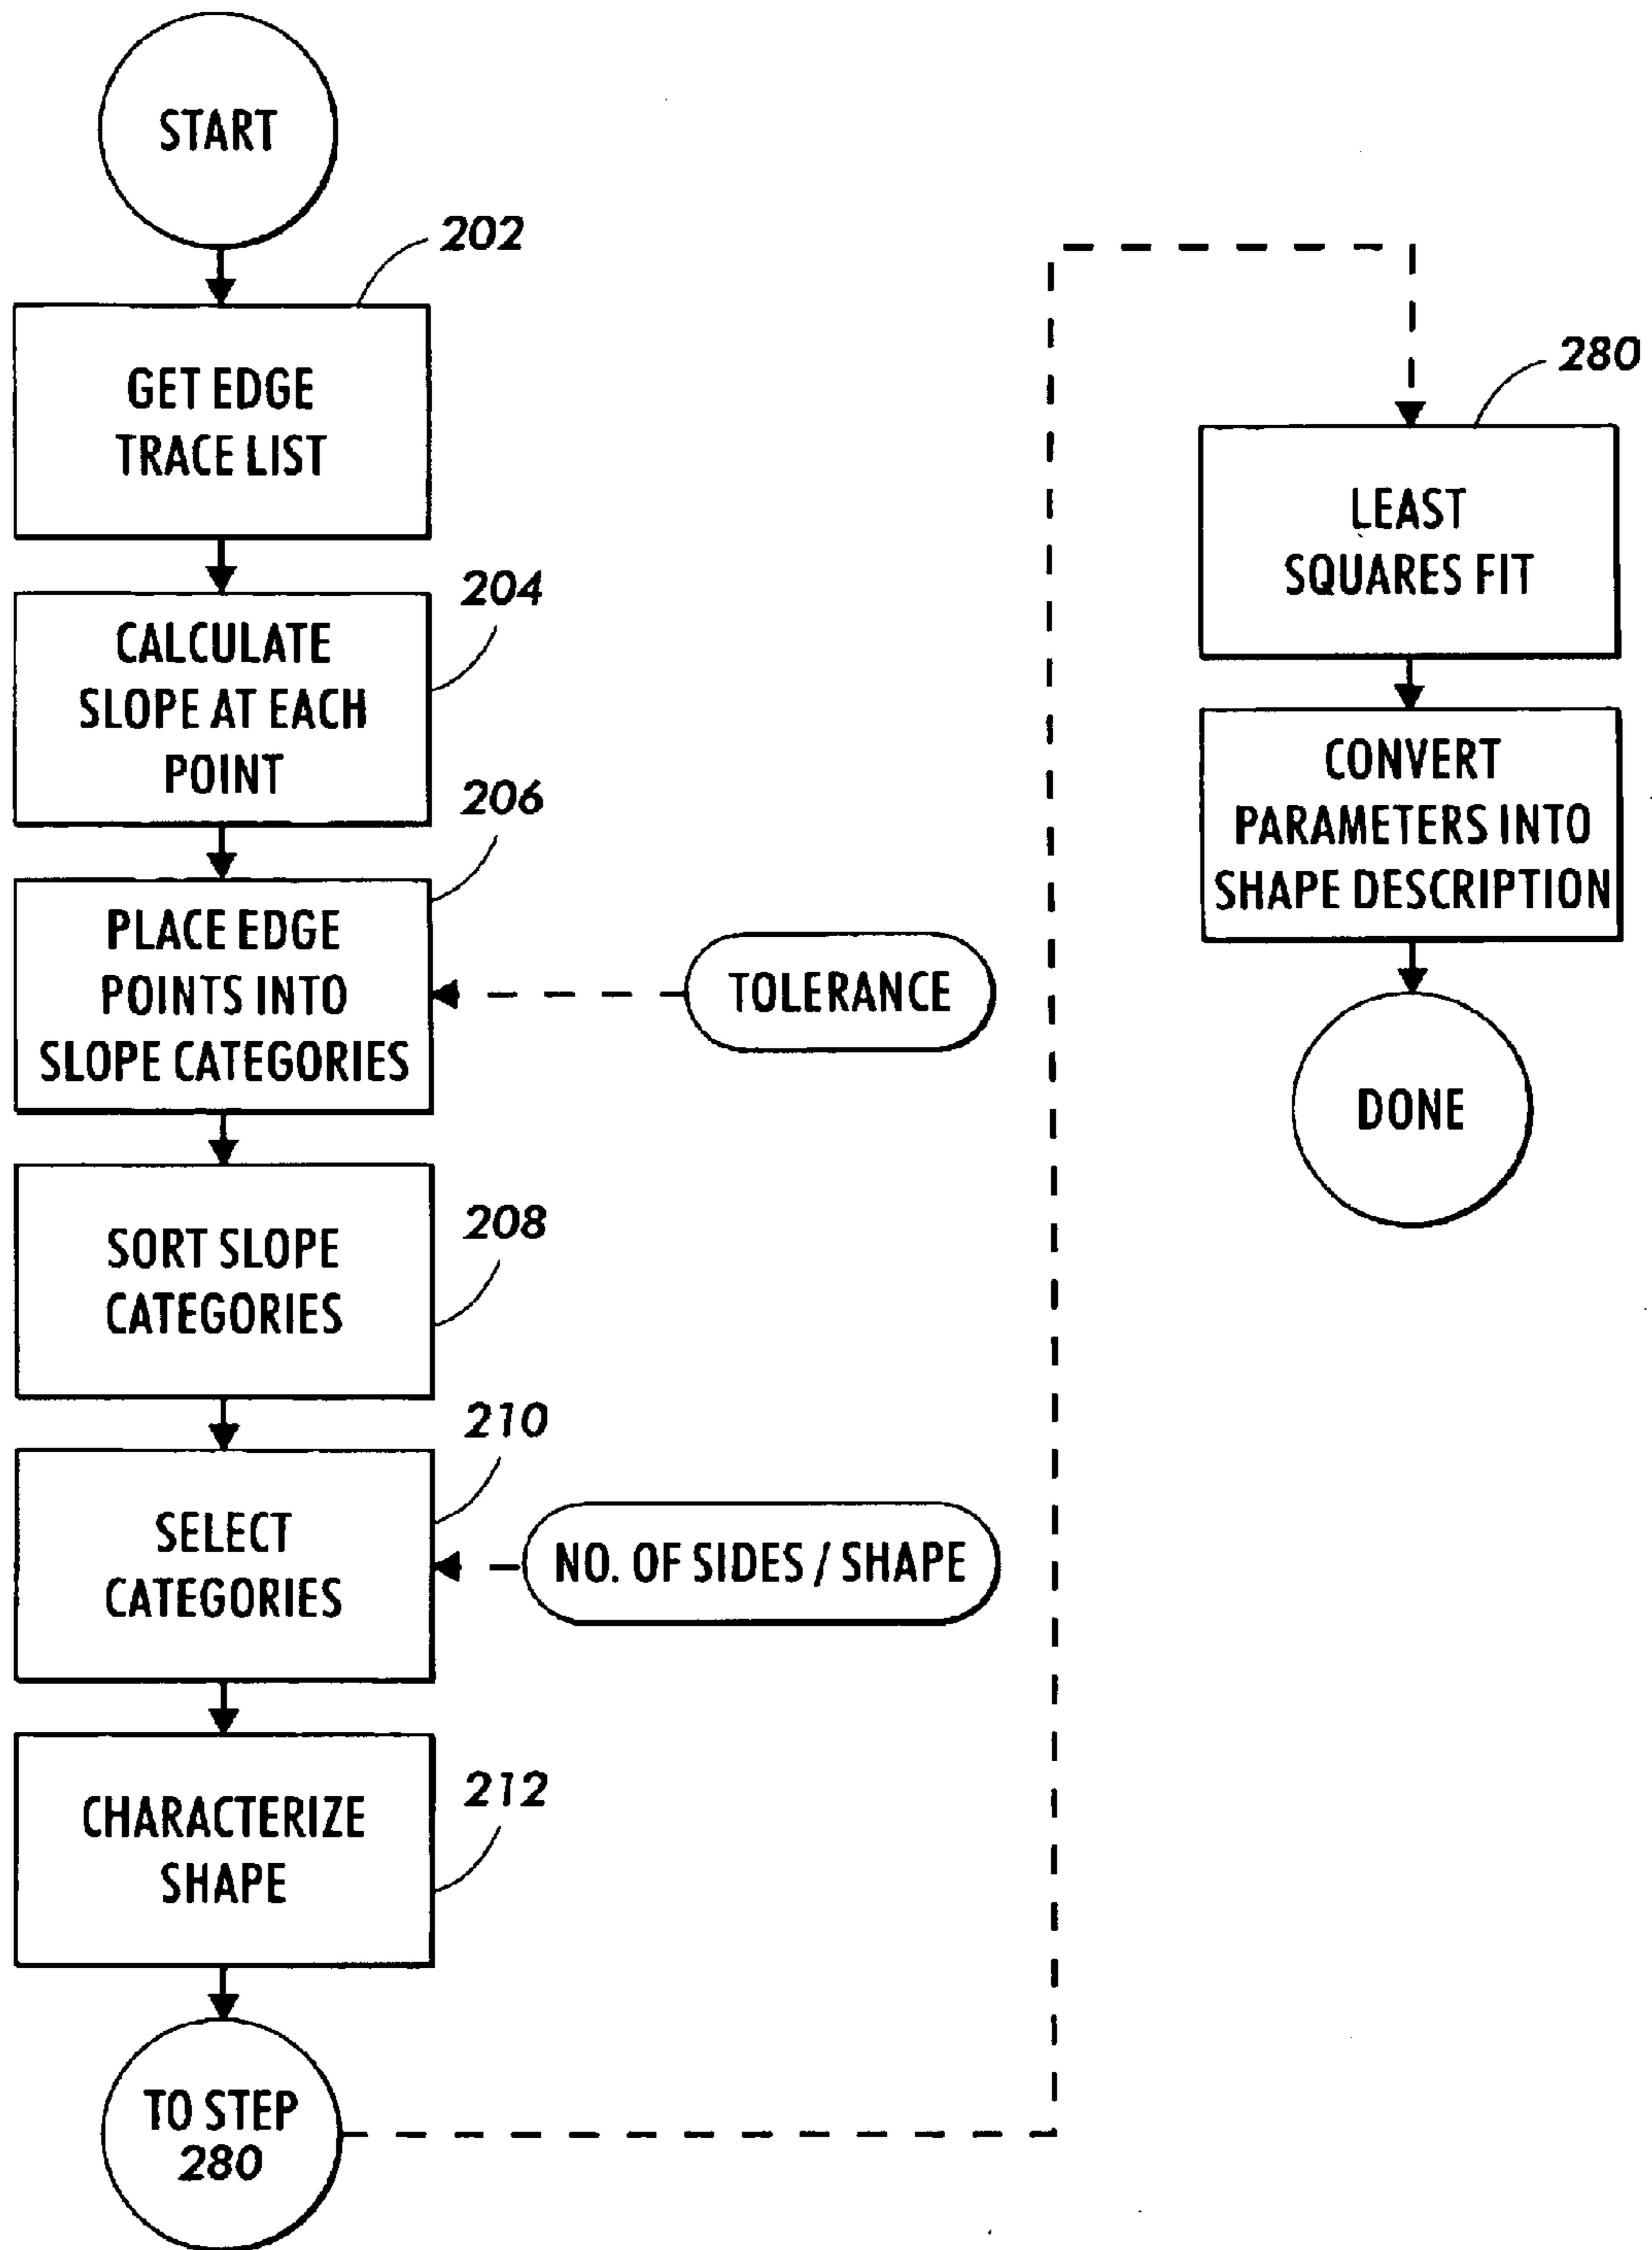 START
202
GET EDGE
TRACE LIST
204
CALCULATE
SLOPE AT EACH
POINT
206
PLACE EDGE
POINTS INTO
SLOPE CATEGORIES
TOLERANCE
208
SORT SLOPE
CATEGORIES
210
SELECT
CATEGORIES
NO. OF SIDES / SHAPE
212
CHARACTERIZE
SHAPE
TO STEP
280
280
LEAST
SQUARES FIT
CONVERT
PARAMETERS INTO
SHAPE DESCRIPTION
DONE